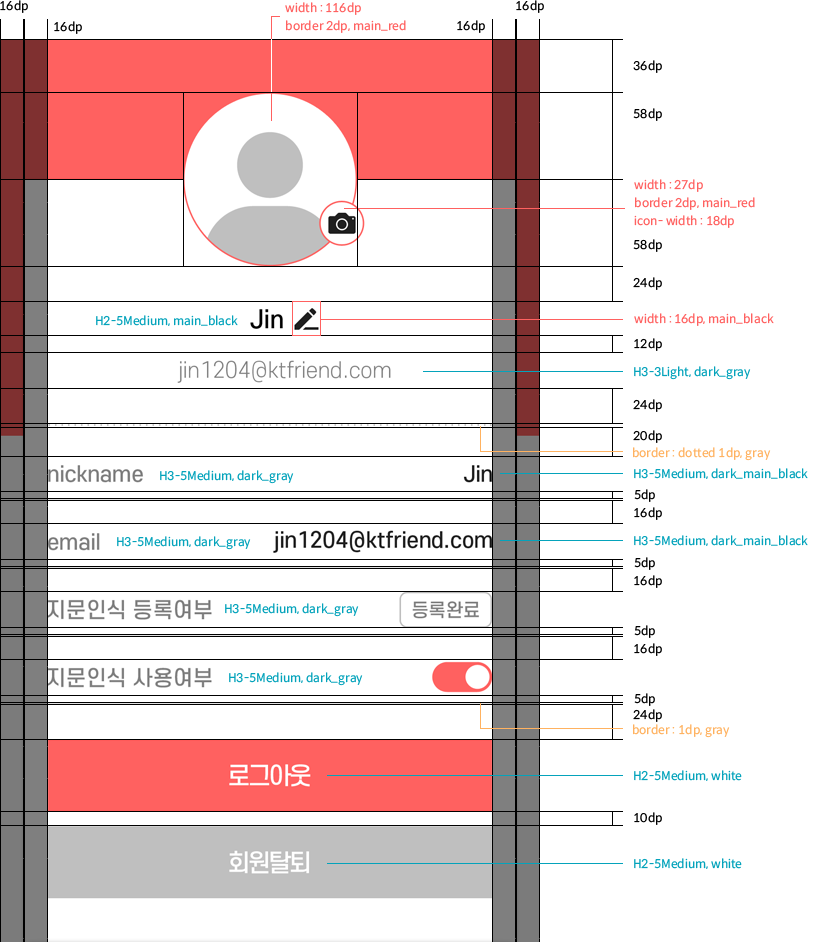 16dp
width : 116dp
16dp
16dp
border 2dp, main_red
16dp
36dp
58dp
width : 27dp
border 2dp, main_red
icon- width : 18dp
58dp
24dp
H2-5Medium, main_black
Jin
width : 16dp, main_black
12dp
jin1204@ktfriend.com
H3-3Light, dark_gray
24dp
20dp
border : dotted 1dp, gray
nickname
H3-5Medium, dark_gray
Jin
H3-5Medium, dark_main_black
5dp
16dp
email
H3-5Medium, dark_gray
jin1204@ktfriend.com
H3-5Medium, dark_main_black
5dp
16dp
지문인식 등록여부
H3-5Medium, dark_gray
등록완료
5dp
16dp
지문인식 사용여부
H3-5Medium, dark_gray
5dp
24dp
border : 1dp, gray
로그아웃
H2-5Medium, white
10dp
회원탈퇴
H2-5Medium, white